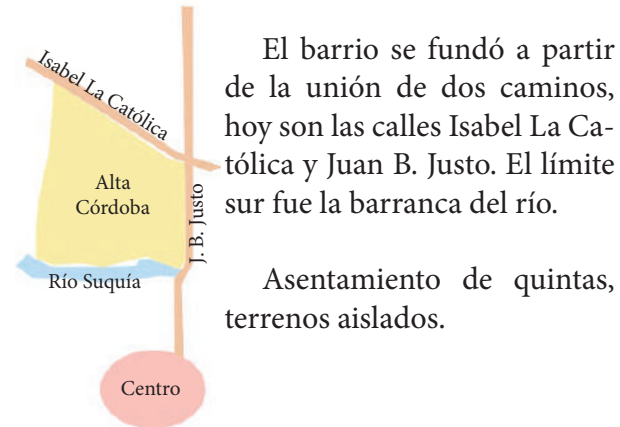 Isabel La Católica
Alta
Córdoba
J. B. Justo
Río Suquía
Centro
El barrio se fundó a partir
de la unión de dos caminos,
hoy son las calles Isabel La Ca-
tólica y Juan B. Justo. El límite
sur fue la barranca del río.
Asentamiento de quintas,
terrenos aislados.